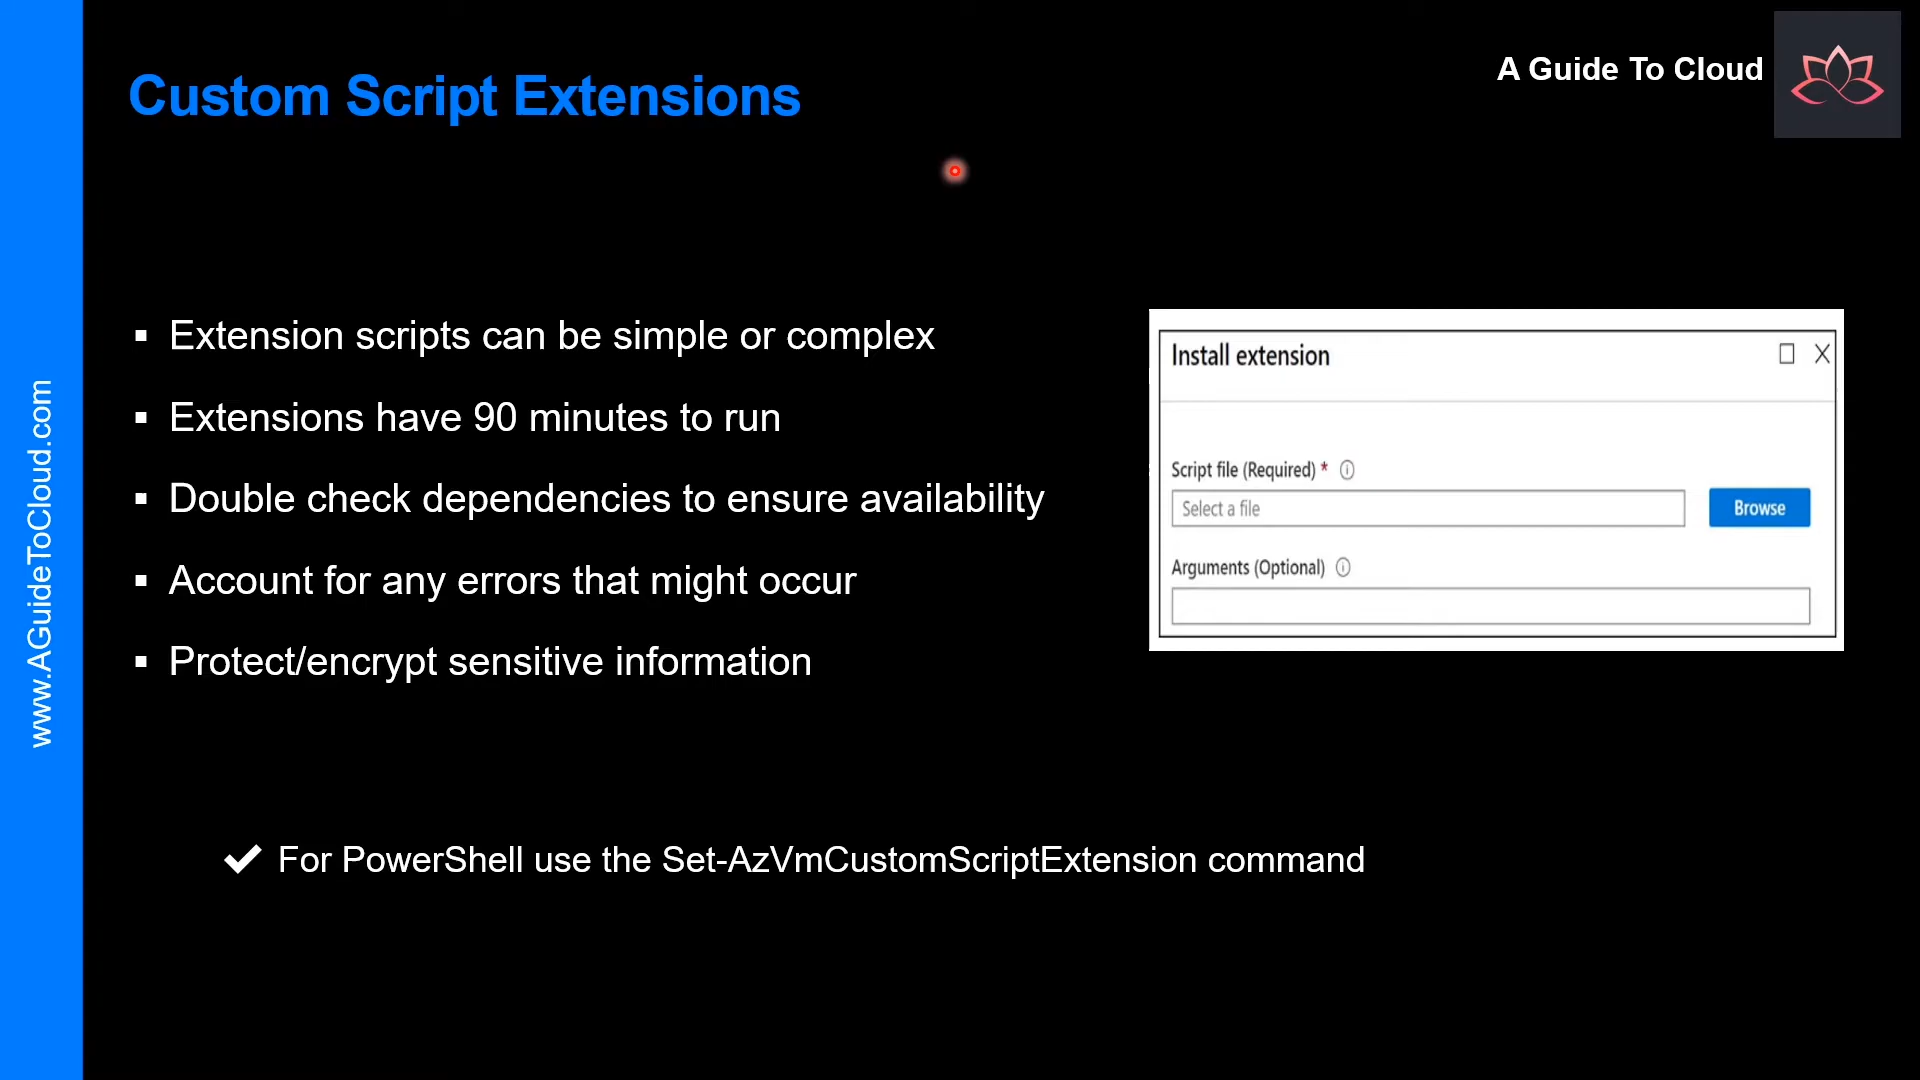 Custom Script Extensions
A Guide To Cloud
www.AGuideToCloud.com
▪ Extension scripts can be simple or complex
▪ Extensions have 90 minutes to run
▪ Double check dependencies to ensure availability
▪ Account for any errors that might occur
▪ Protect/encrypt sensitive information
Install extension
Script file (Required) *
Select a file
Browse
Arguments (Optional)
✔ For PowerShell use the Set-AzVmCustomScriptExtension command